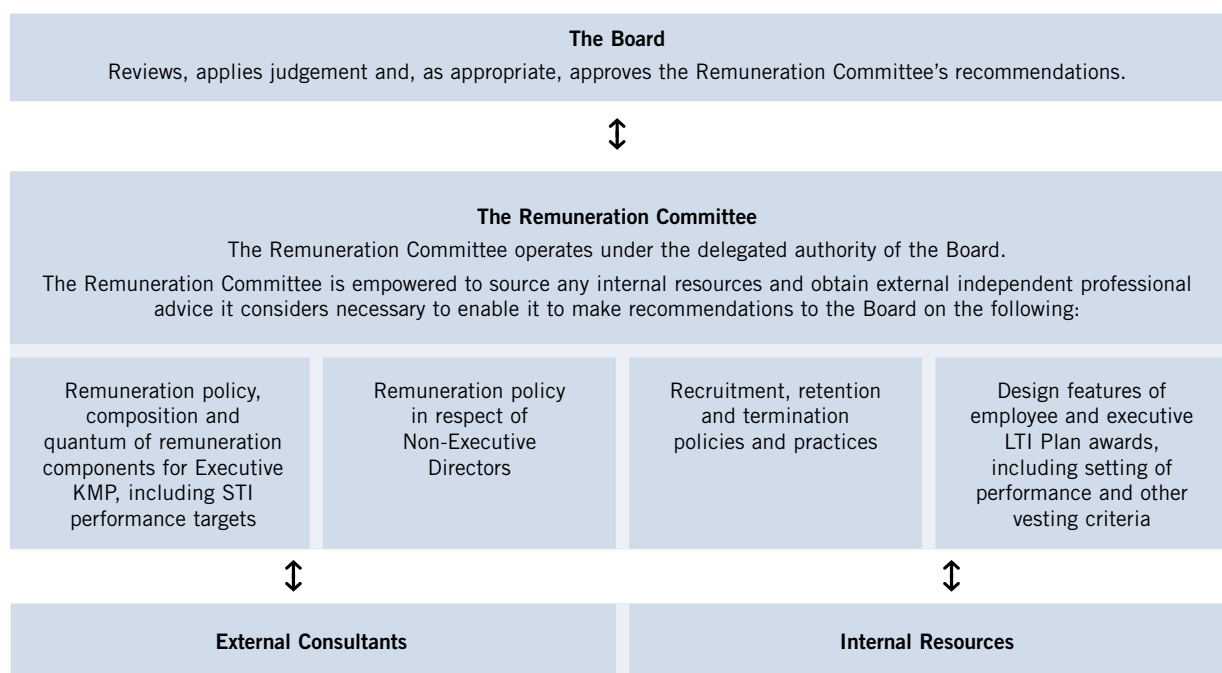 The Board
Reviews, applies judgement and, as appropriate, approves the Remuneration Committee's recommendations.
The Remuneration Committee
The Remuneration Committee operates under the delegated authority of the Board.
The Remuneration Committee is empowered to source any internal resources and obtain external independent professional
advice it considers necessary to enable it to make recommendations to the Board on the following:
Remuneration policy,
composition and
quantum of remuneration
components for Executive
KMP, including STI
performance targets
Remuneration policy
in respect of
Non-Executive
Directors
Recruitment, retention
and termination
policies and practices
Design features of
employee and executive
LTI Plan awards,
including setting of
performance and other
vesting criteria
External Consultants
Internal Resources